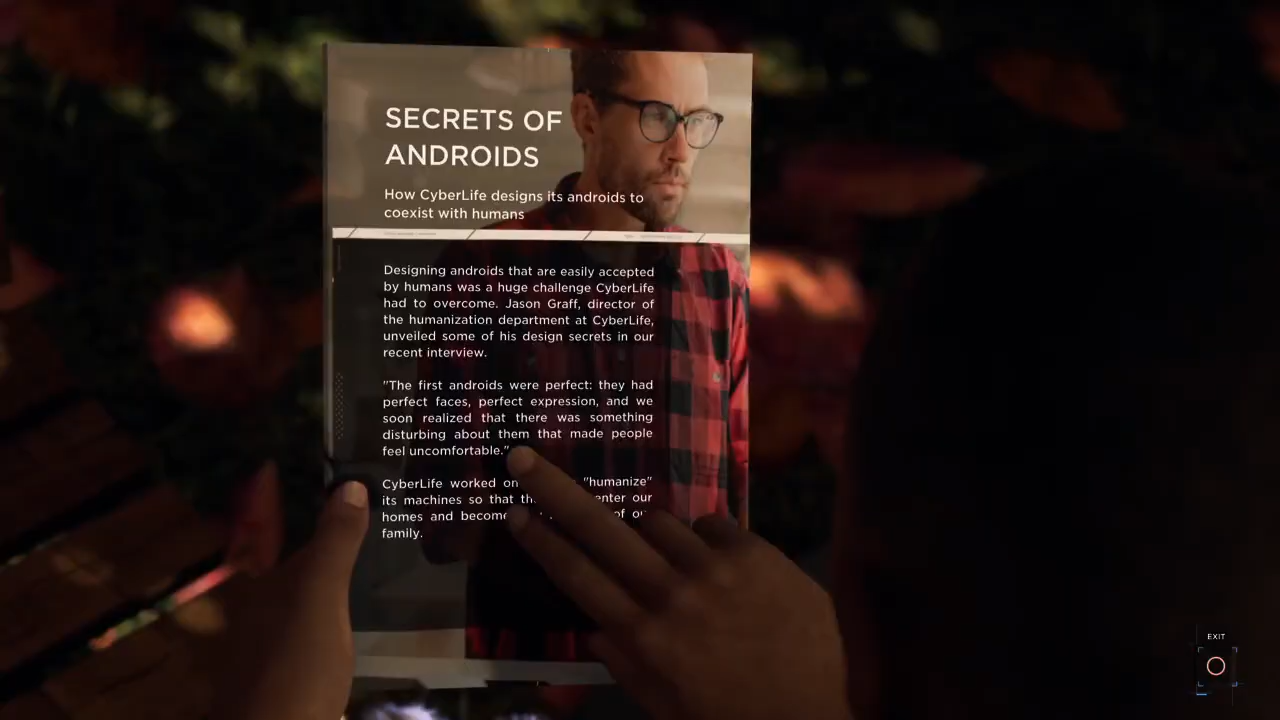 SECRETS OF
ANDROIDS
How CyberLife designs its androids to
coexist with humans
Designing androids that are easily accepted
by humans was a huge challenge CyberLife
had to overcome. Jason Graff, director of
the humanization department at CyberLife,
unveiled some of his design secrets in our
recent interview.
"The first androids were perfect: they had
perfect faces, perfect expression, and we
soon realized that there was something
disturbing about them that made people
feel uncomfortable."
CyberLife worked on "humanize"
its machines so that enter our
homes and become of
family.
EXIT